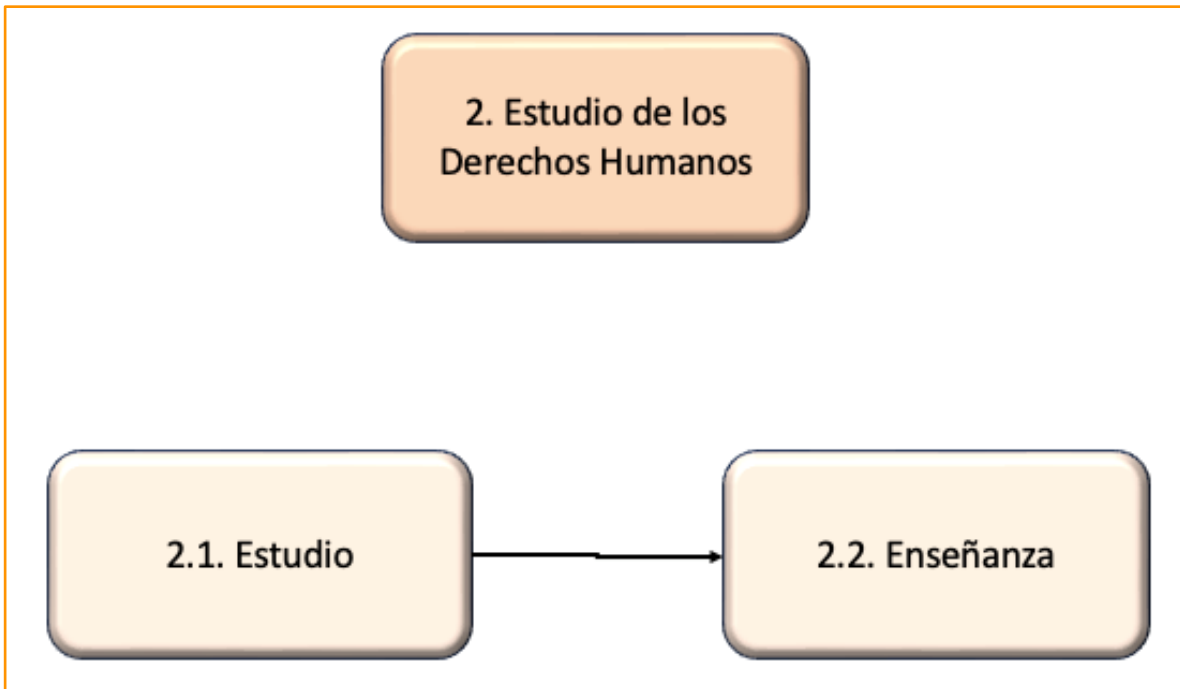 2. Estudio de los
Derechos Humanos
2.1. Estudio
2.2. Enseñanza